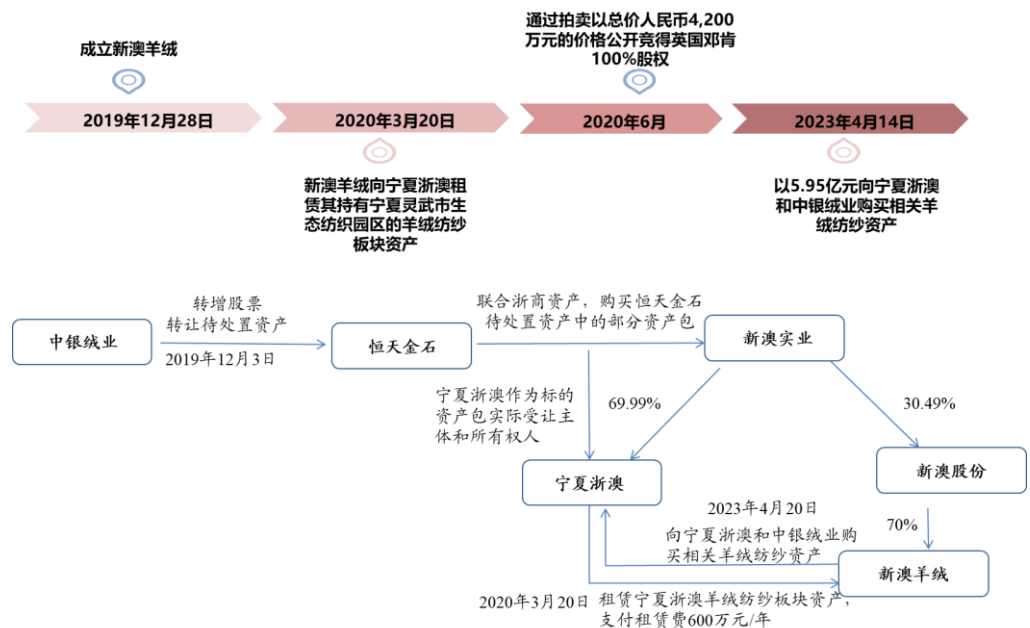 成立新澳羊绒
通过拍卖以总价人民币4,200
万元的价格公开竞得英国邓肯
100%股权
2019年12月28日
2020年3月20日
2020年6月
2023年4月14日
新澳羊绒向宁夏浙澳租
赁其持有宁夏灵武市生
态纺织园区的羊绒纺纱
板块资产
以5.95亿元向宁夏浙澳
和中银绒业购买相关羊
绒纺纱资产
中银绒业
转增股票
转让待处置资产
2019年12月3日
恒天金石
联合浙商资产，购买恒天金石
待处置资产中的部分资产包
新澳实业
宁夏浙澳作为标的
资产包实际受让主
体和所有权人
69.99%
30.49%
宁夏浙澳
新澳股份
2023年4月20日
向宁夏浙澳和中银绒业购
买相关羊绒纺纱资产
70%
新澳羊绒
2020年3月20日
租赁宁夏浙澳羊绒纺纱板块资产，
支付租赁费600万元/年